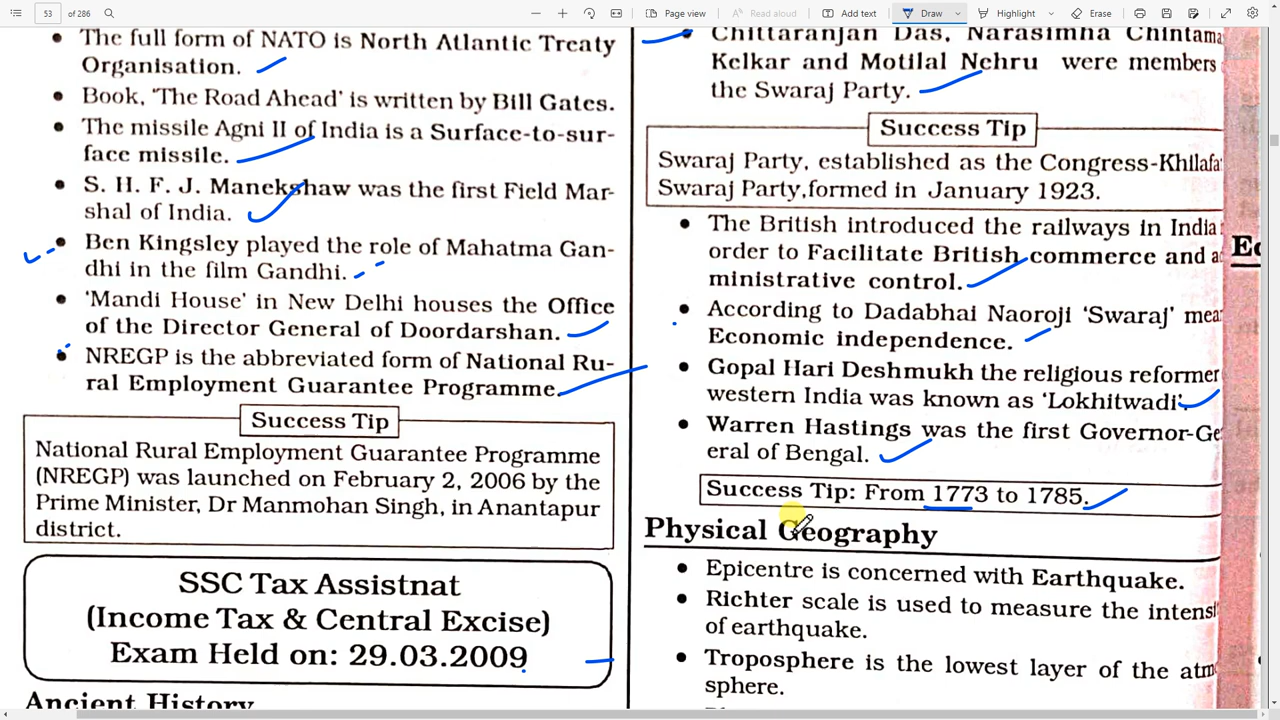 53 of 286
Page view
Read aloud
Add text
Draw
Highlight
Erase
• The full form of NATO is North Atlantic Treaty
Organisation.
• Book, 'The Road Ahead' is written by Bill Gates.
• The missile Agni II of India is a Surface-to-sur-
face missile.
• S. H. F. J. Manekshaw was the first Field Mar-
shal of India.
• Ben Kingsley played the role of Mahatma Gan-
dhi in the film Gandhi.
• 'Mandi House' in New Delhi houses the Office
of the Director General of Doordarshan.
• NREGP is the abbreviated form of National Ru-
ral Employment Guarantee Programme.
Success Tip
National Rural Employment Guarantee Programme
(NREGP) was launched on February 2, 2006 by the
Prime Minister, Dr Manmohan Singh, in Anantapur
district.
SSC Tax Assistnat
(Income Tax & Central Excise)
Exam Held on: 29.03.2009
Ancient History
• Chittaranjan Das, Narasimha Chintama
Kelkar and Motilal Nehru were members
the Swaraj Party.
Success Tip
Swaraj Party, established as the Congress-Khilafa
Swaraj Party,formed in January 1923.
• The British introduced the railways in India
order to Facilitate British commerce and a
ministrative control.
• According to Dadabhai Naoroji 'Swaraj' mea
Economic independence.
• Gopal Hari Deshmukh the religious reformer
western India was known as 'Lokhitwadi'.
• Warren Hastings was the first Governor-Ge
eral of Bengal.
Success Tip: From 1773 to 1785.
Physical Geography
• Epicentre is concerned with Earthquake.
• Richter scale is used to measure the intensi
of earthquake.
• Troposphere is the lowest layer of the atm
sphere.